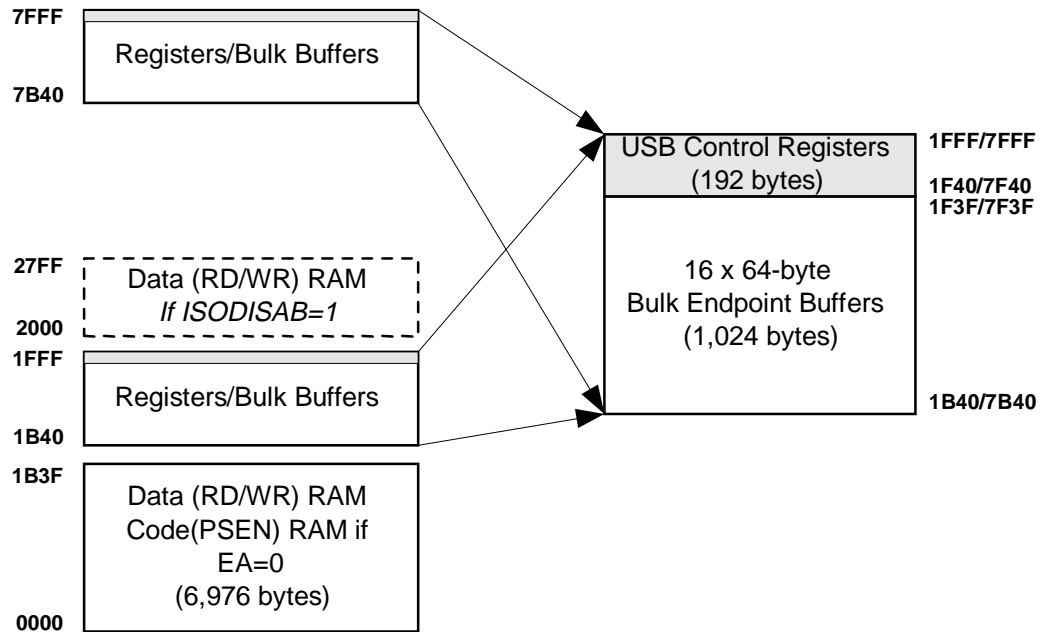 7FFF
Registers/Bulk Buffers
7B40
27FF
Data (RD/WR) RAM
If ISODISAB=1
2000
1FFF
Registers/Bulk Buffers
1B40
1B3F
Data (RD/WR) RAM
Code(PSEN) RAM if
EA=0
(6,976 bytes)
0000
USB Control Registers
(192 bytes)
1FFF/7FFF
1F40/7F40
1F3F/7F3F
16 x 64-byte
Bulk Endpoint Buffers
(1,024 bytes)
1B40/7B40